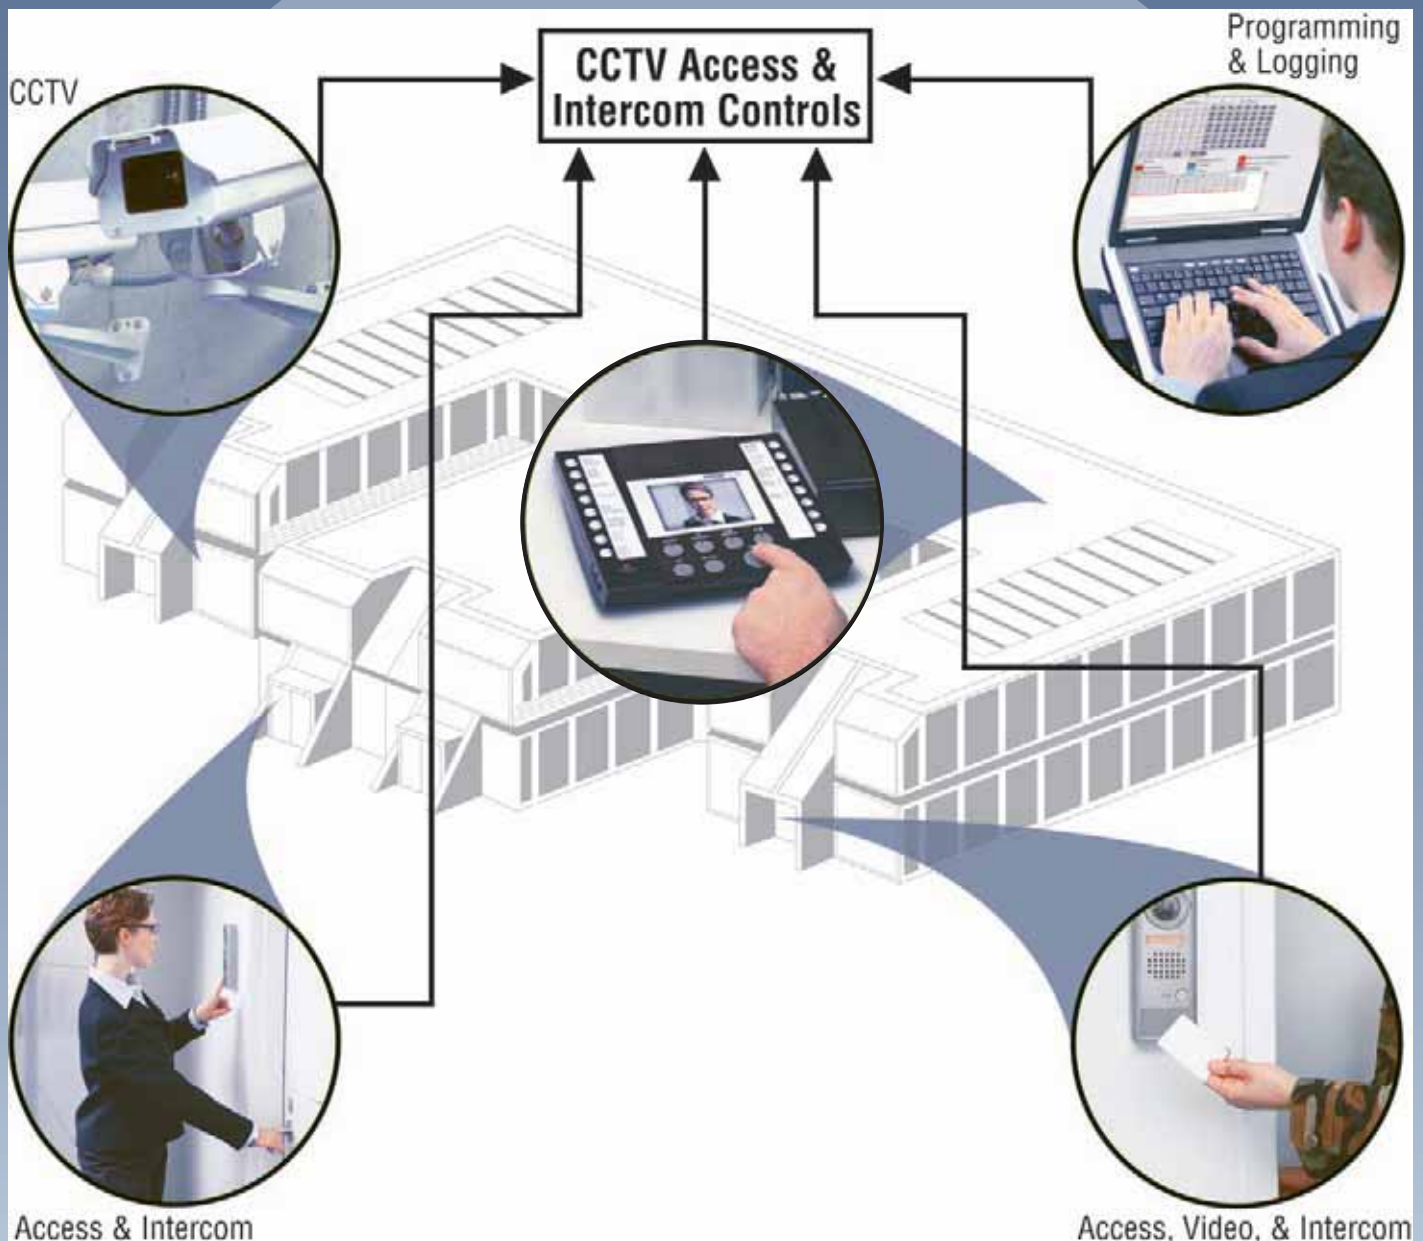 CCTV Access &
Intercom Controls
Programming
& Logging
CCTV
Access & Intercom
Access, Video, & Intercom